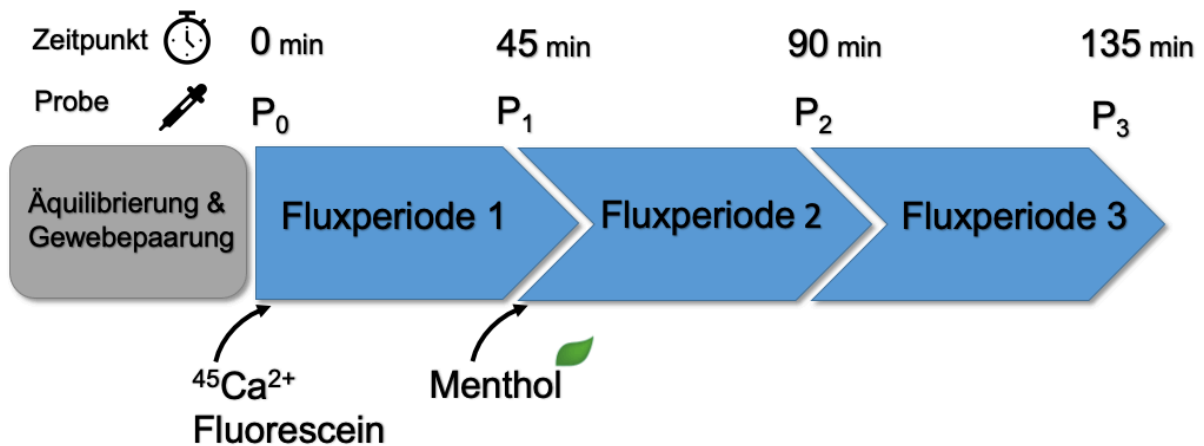 Zeitpunkt 0 min 45 min 90 min 135 min
Probe P₀ P₁ P₂ P₃
Äquilibrierung &
Gewebepaarung
Fluxperiode 1 Fluxperiode 2 Fluxperiode 3
⁴⁵Ca²⁺
Fluorescein
Menthol